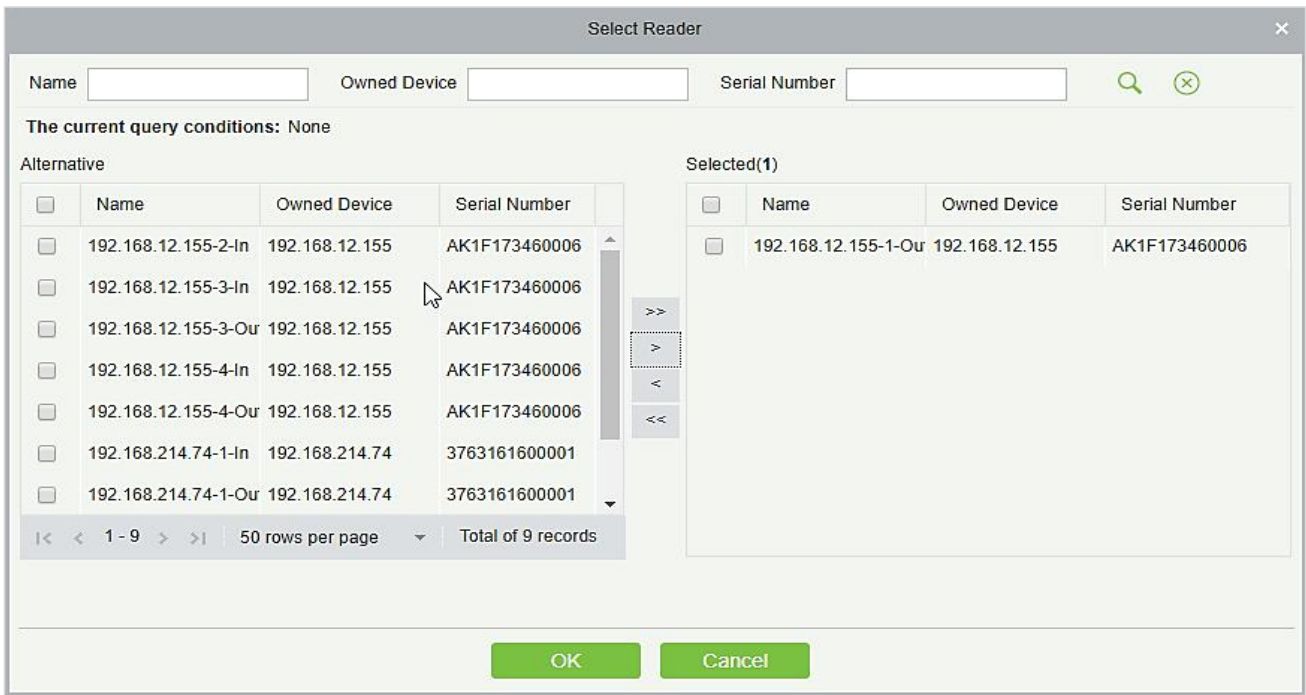 Select Reader ×
Name Owned Device Serial Number
The current query conditions: None
Alternative Selected(1)
Name Owned Device Serial Number Name Owned Device Serial Number
192.168.12.155-2-In 192.168.12.155 AK1F173460006 192.168.12.155-1-Ou 192.168.12.155 AK1F173460006
192.168.12.155-3-In 192.168.12.155 AK1F173460006
>>
192.168.12.155-3-Ou 192.168.12.155 AK1F173460006
>
192.168.12.155-4-In 192.168.12.155 AK1F173460006
<
192.168.12.155-4-Ou 192.168.12.155 AK1F173460006
<<
192.168.214.74-1-In 192.168.214.74 3763161600001
192.168.214.74-1-Ou 192.168.214.74 3763161600001
|< < 1 - 9 > >| 50 rows per page Total of 9 records
OK Cancel